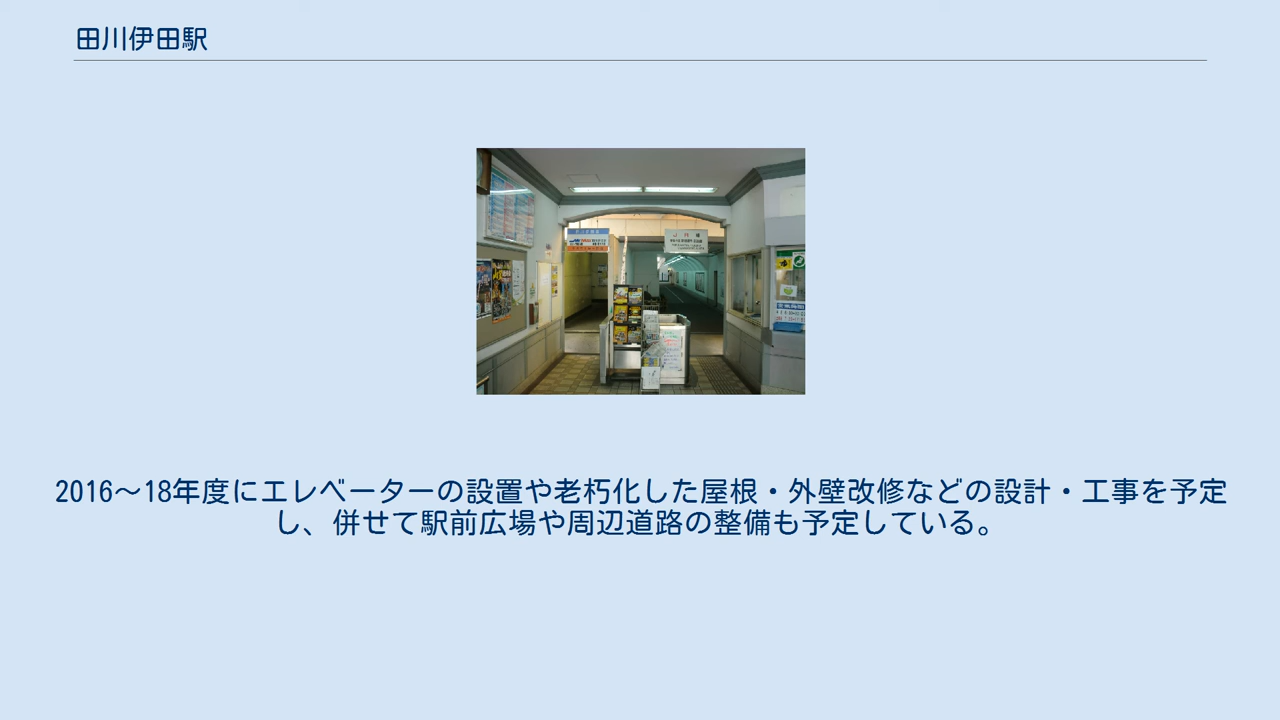 田川伊田駅
2016～18年度にエレベーターの設置や老朽化した屋根・外壁改修などの設計・工事を予定
し、併せて駅前広場や周辺道路の整備も予定している。